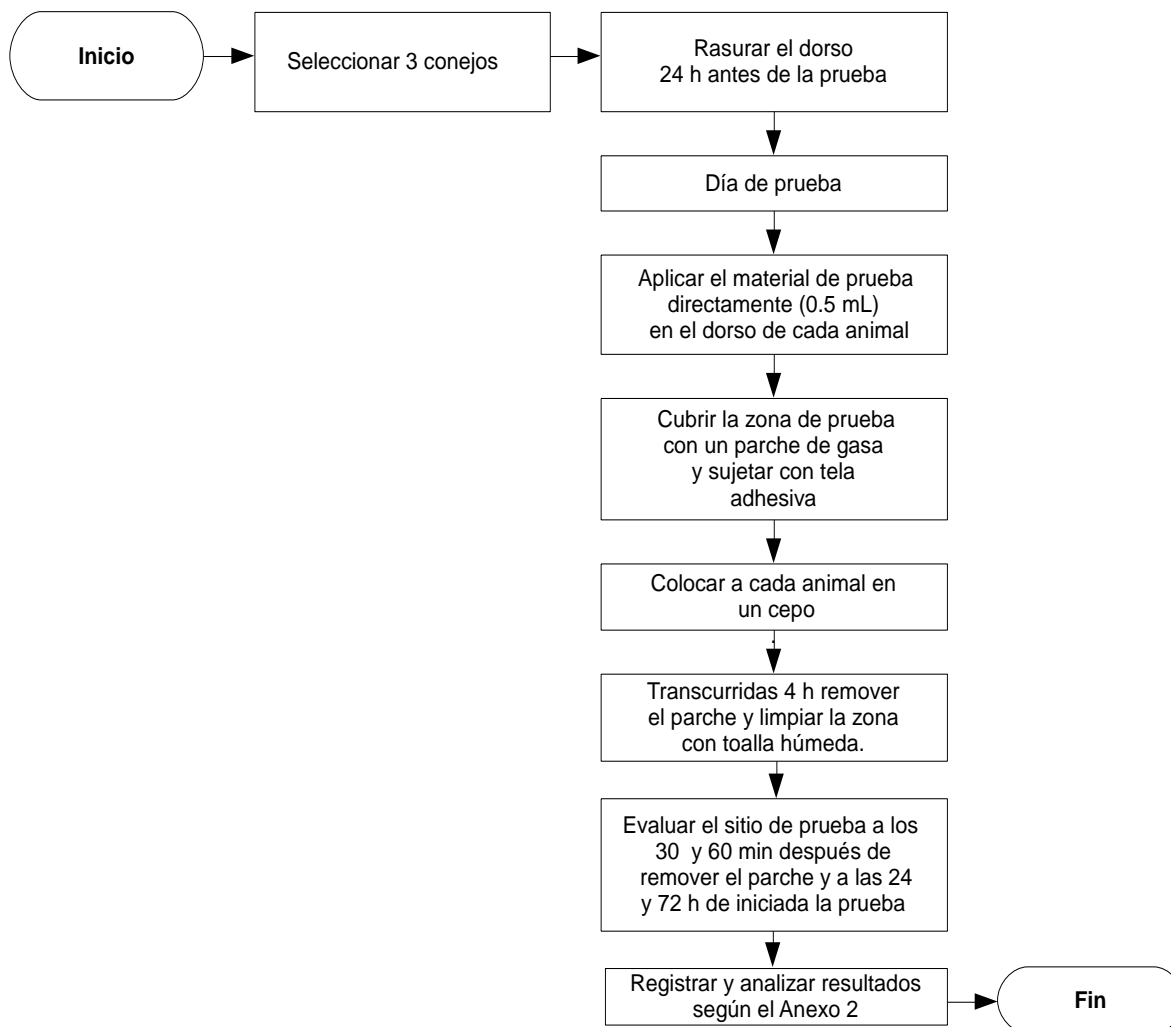 Inicio
Seleccionar 3 conejos
Rasurar el dorso
24 h antes de la prueba
Día de prueba
Aplicar el material de prueba
directamente (0.5 mL)
en el dorso de cada animal
Cubrir la zona de prueba
con un parche de gasa
y sujetar con tela
adhesiva
Colocar a cada animal en
un cepo
.
Transcurridas 4 h remover
el parche y limpiar la zona
con toalla húmeda.
Evaluar el sitio de prueba a los
30 y 60 min después de
remover el parche y a las 24
y 72 h de iniciada la prueba
Registrar y analizar resultados
según el Anexo 2
Fin